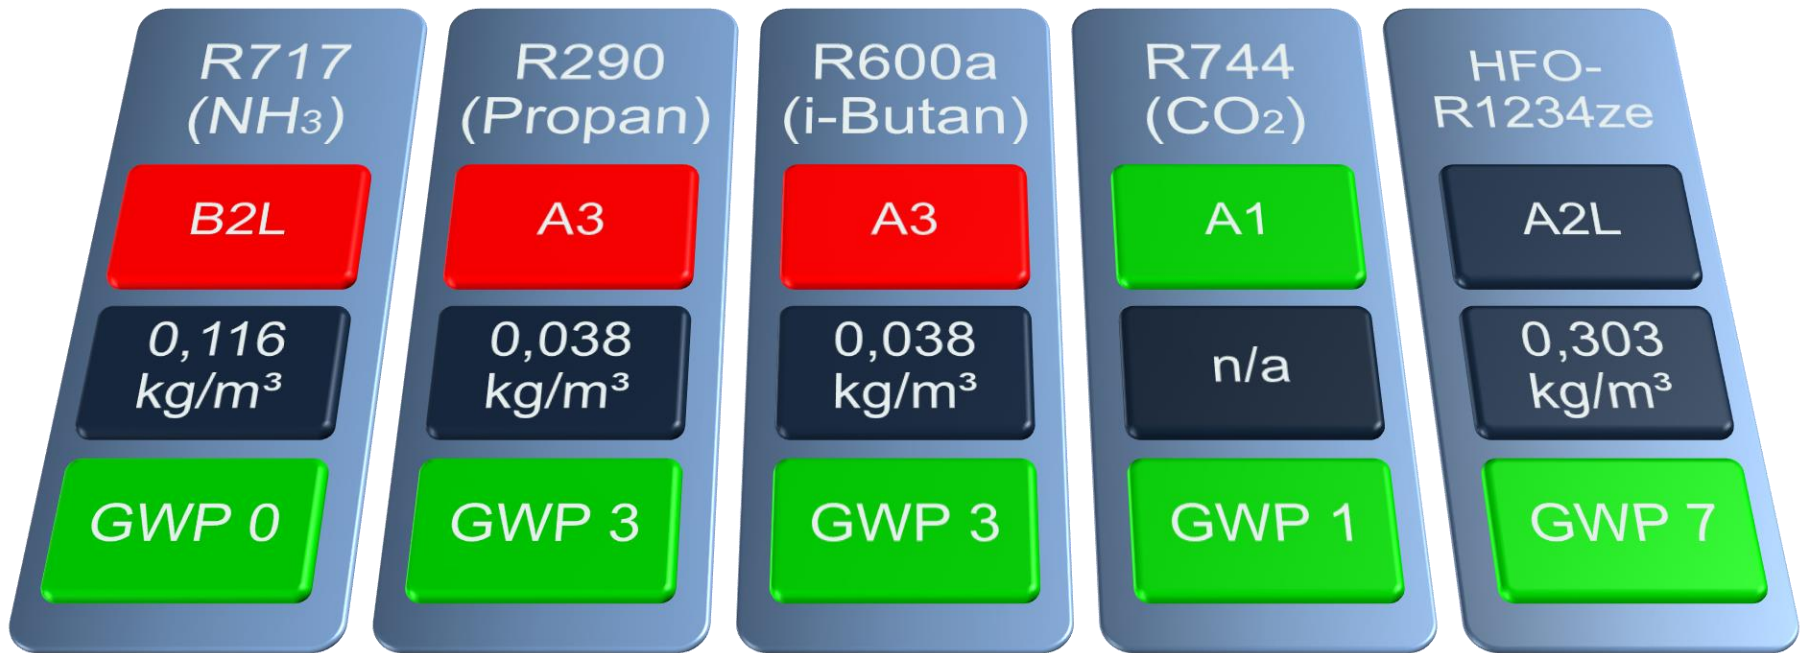 R717
(NH₃)
B2L
0,116
kg/m³
GWP 0
R290
(Propan)
A3
0,038
kg/m³
GWP 3
R600a
(i-Butan)
A3
0,038
kg/m³
GWP 3
R744
(CO₂)
A1
n/a
GWP 1
HFO-
R1234ze
A2L
0,303
kg/m³
GWP 7